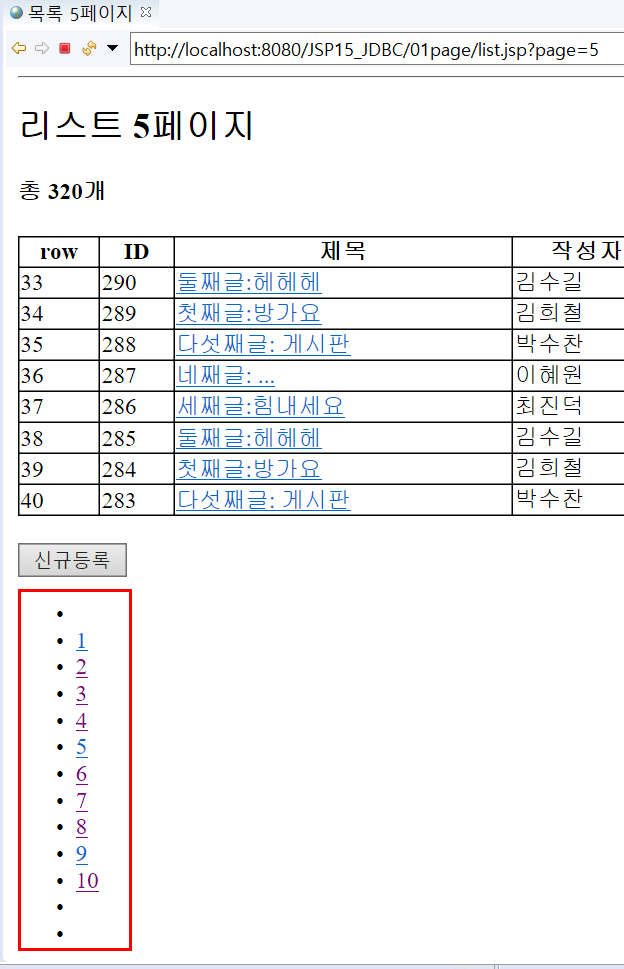 목록 5페이지
http://localhost:8080/JSP15_JDBC/01page/list.jsp?page=5
리스트 5페이지
총 320개
row ID 제목 작성자
33 290 둘째글:헤헤헤 김수길
34 289 첫째글:방가요 김희철
35 288 다섯째글: 게시판 박수찬
36 287 네째글: ... 이혜원
37 286 세째글:힘내세요 최진덕
38 285 둘째글:헤헤헤 김수길
39 284 첫째글:방가요 김희철
40 283 다섯째글: 게시판 박수찬
신규등록
1
2
3
4
5
6
7
8
9
10